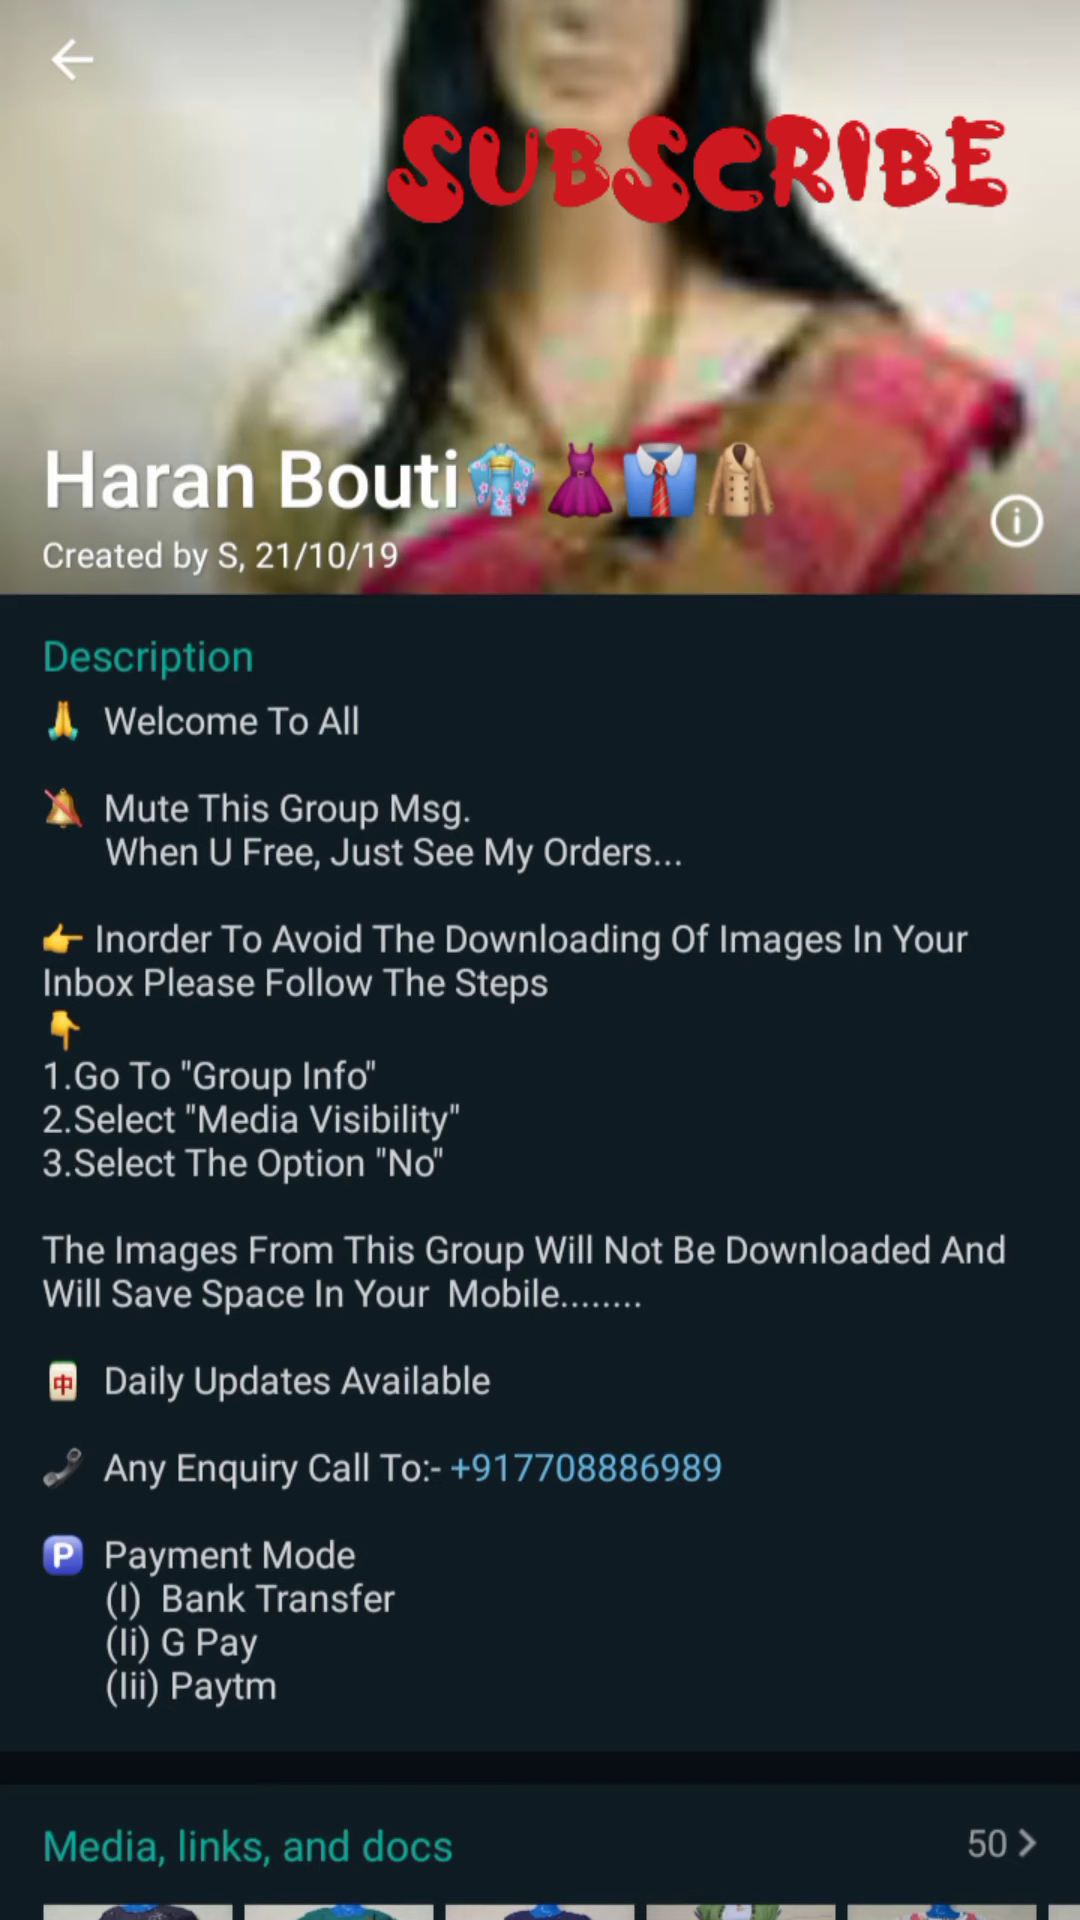 SUBSCRIBE
Haran Bouti👘👗👔🧥
Created by S, 21/10/19
Description
🙏 Welcome To All
🔕 Mute This Group Msg.
When U Free, Just See My Orders...
👉 Inorder To Avoid The Downloading Of Images In Your
Inbox Please Follow The Steps
👇
1.Go To "Group Info"
2.Select "Media Visibility"
3.Select The Option "No"
The Images From This Group Will Not Be Downloaded And
Will Save Space In Your  Mobile........
🀄 Daily Updates Available
📞 Any Enquiry Call To:- +917708886989
🅿 Payment Mode
(I)  Bank Transfer
(Ii) G Pay
(Iii) Paytm
Media, links, and docs 50 >